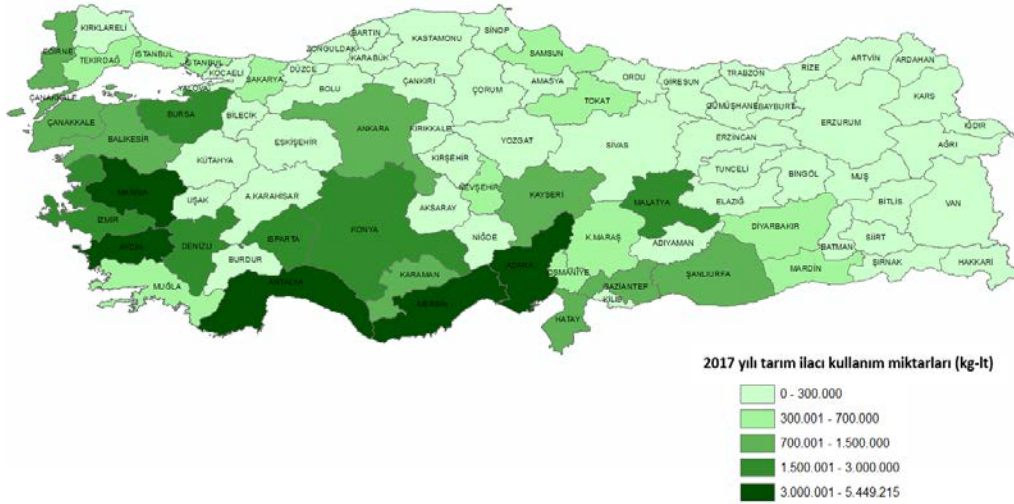 KIRKLARELİ
EDİRNE
TEKİRDAĞ
İSTANBUL
İSTANBUL
KOCAELİ
YALOVA
SAKARYA
DÜZCE
ZONGULDAK
BARTIN
KARABÜK
KASTAMONU
SİNOP
SAMSUN
ORDU
GİRESUN
TRABZON
RİZE
ARTVİN
ARDAHAN
KARS
IĞDIR
AĞRI
ÇANAKKALE
ÇANAKKALE
BALIKESİR
BURSA
BİLECİK
BOLU
ÇANKIRI
ÇORUM
AMASYA
TOKAT
GÜMÜŞHANE
BAYBURT
ERZURUM
ERZİNCAN
ANKARA
KIRIKKALE
YOZGAT
SİVAS
ESKİŞEHİR
KÜTAHYA
KIRŞEHİR
TUNCELİ
BİNGÖL
MUŞ
MANİSA
UŞAK
A.KARAHİSAR
NEVŞEHİR
KAYSERİ
MALATYA
ELAZIĞ
BİTLİS
VAN
İZMİR
AKSARAY
DİYARBAKIR
AYDIN
DENİZLİ
ISPARTA
KONYA
NİĞDE
K.MARAŞ
ADIYAMAN
BATMAN
SİİRT
BURDUR
ADANA
ŞIRNAK
HAKKARİ
MUĞLA
ANTALYA
KARAMAN
MERSİN
OSMANİYE
GAZİANTEP
KİLİS
ŞANLIURFA
MARDİN
HATAY
2017 yılı tarım ilacı kullanım miktarları (kg-lt)
0 - 300.000
300.001 - 700.000
700.001 - 1.500.000
1.500.001 - 3.000.000
3.000.001 - 5.449.215